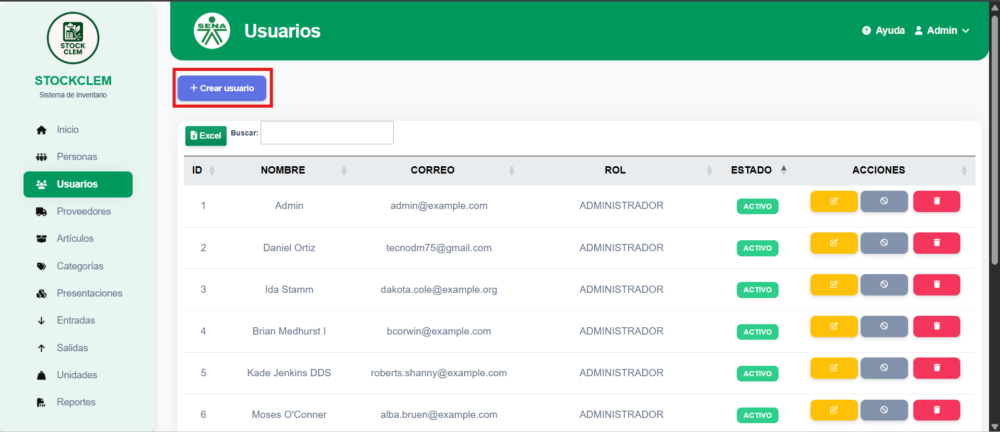 STOCK
CLEM
STOCKCLEM
Sistema de Inventario
Inicio
Personas
Usuarios
Proveedores
Artículos
Categorías
Presentaciones
Entradas
Salidas
Unidades
PDF
Reportes
SENA
Usuarios
? Ayuda Admin
+ Crear usuario
Excel Buscar:
ID NOMBRE CORREO ROL ESTADO ACCIONES
1 Admin admin@example.com ADMINISTRADOR ACTIVO
2 Daniel Ortiz tecnodm75@gmail.com ADMINISTRADOR ACTIVO
3 Ida Stamm dakota.cole@example.org ADMINISTRADOR ACTIVO
4 Brian Medhurst I bcorwin@example.com ADMINISTRADOR ACTIVO
5 Kade Jenkins DDS roberts.shanny@example.com ADMINISTRADOR ACTIVO
6 Moses O'Conner alba.bruen@example.com ADMINISTRADOR ACTIVO